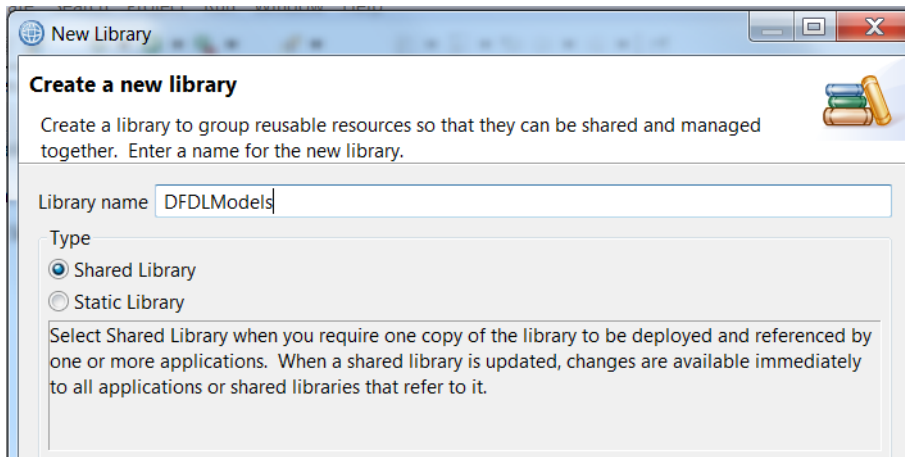 New Library
Create a new library
Create a library to group reusable resources so that they can be shared and managed
together.  Enter a name for the new library.
Library name DFDLModels
Type
Shared Library
Static Library
Select Shared Library when you require one copy of the library to be deployed and referenced by
one or more applications.  When a shared library is updated, changes are available immediately
to all applications or shared libraries that refer to it.